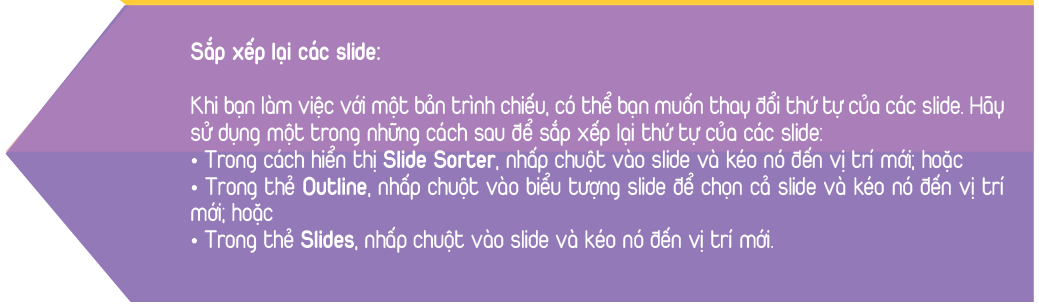 Sắp xếp lại các slide:
Khi bạn làm việc với một bản trình chiếu, có thể bạn muốn thay đổi thứ tự của các slide. Hãy
sử dụng một trong những cách sau để sắp xếp lại thứ tự của các slide:
• Trong cách hiển thị Slide Sorter, nhấp chuột vào slide và kéo nó đến vị trí mới; hoặc
• Trong thẻ Outline, nhấp chuột vào biểu tượng slide để chọn cả slide và kéo nó đến vị trí
mới; hoặc
• Trong thẻ Slides, nhấp chuột vào slide và kéo nó đến vị trí mới.